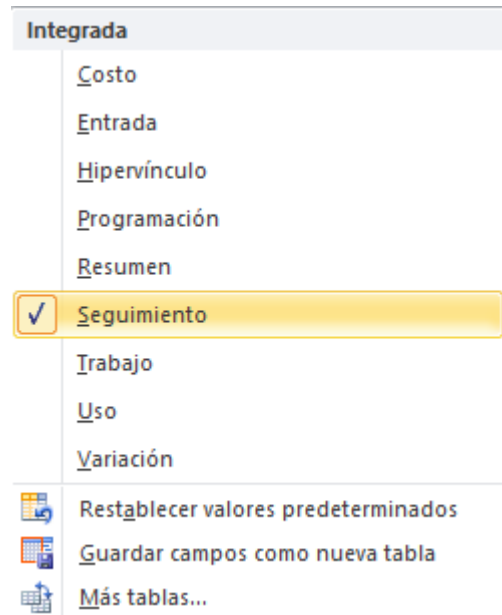 Integrada
Costo
Entrada
Hipervínculo
Programación
Resumen
Seguimiento
Trabajo
Uso
Variación
Restablecer valores predeterminados
Guardar campos como nueva tabla
Más tablas...